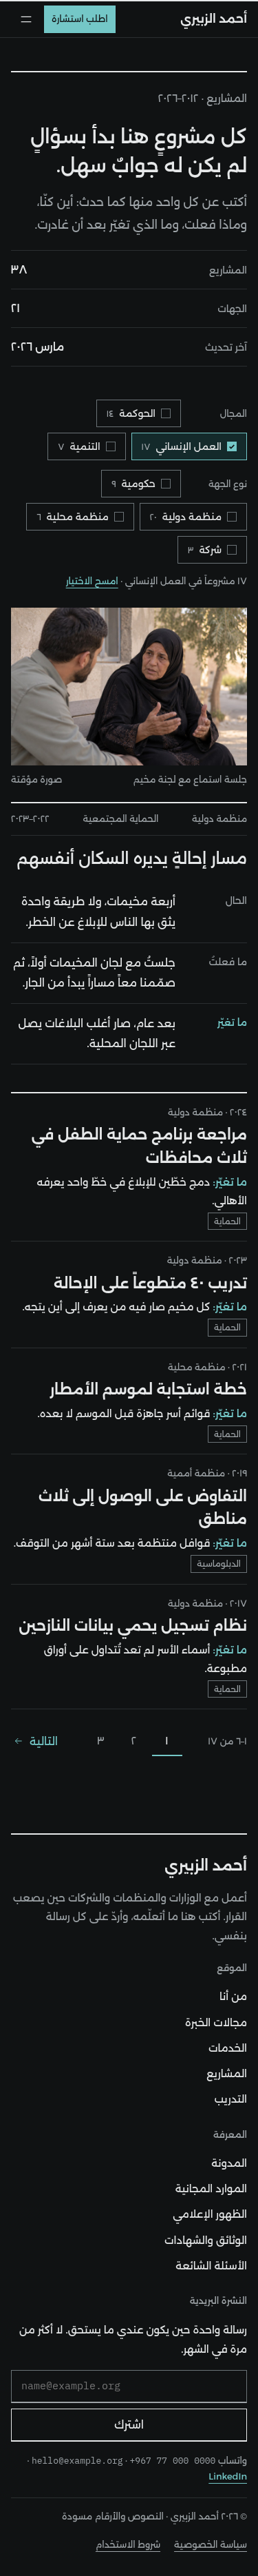 أحمد الزبيري
اطلب استشارة
المشاريع · ٢٠١٢–٢٠٢٦
كل مشروعٍ هنا بدأ بسؤالٍ
لم يكن له جوابٌ سهل.
أكتب عن كل واحد منها كما حدث: أين كنّا،
وماذا فعلت، وما الذي تغيّر بعد أن غادرت.
المشاريع ٣٨
الجهات ٢١
آخر تحديث مارس ٢٠٢٦
المجال
الحوكمة ١٤
العمل الإنساني ١٧
التنمية ٧
نوع الجهة
حكومية ٩
منظمة دولية ٢٠
منظمة محلية ٦
شركة ٣
١٧ مشروعاً في العمل الإنساني · امسح الاختيار
جلسة استماع مع لجنة مخيم
صورة مؤقتة
منظمة دولية
الحماية المجتمعية
٢٠٢٢–٢٠٢٣
مسار إحالةٍ يديره السكان أنفسهم
الحال
أربعة مخيمات، ولا طريقة واحدة
يثق بها الناس للإبلاغ عن الخطر.
ما فعلتُ
جلستُ مع لجان المخيمات أولاً، ثم
صمّمنا معاً مساراً يبدأ من الجار.
ما تغيّر
بعد عام، صار أغلب البلاغات يصل
عبر اللجان المحلية.
٢٠٢٤ · منظمة دولية
مراجعة برنامج حماية الطفل في
ثلاث محافظات
ما تغيّر: دمج خطّين للإبلاغ في خطّ واحد يعرفه
الأهالي.
الحماية
٢٠٢٣ · منظمة دولية
تدريب ٤٠ متطوعاً على الإحالة
ما تغيّر: كل مخيم صار فيه من يعرف إلى أين يتجه.
الحماية
٢٠٢١ · منظمة محلية
خطة استجابة لموسم الأمطار
ما تغيّر: قوائم أسر جاهزة قبل الموسم لا بعده.
الحماية
٢٠١٩ · منظمة أممية
التفاوض على الوصول إلى ثلاث
مناطق
ما تغيّر: قوافل منتظمة بعد ستة أشهر من التوقف.
الدبلوماسية
٢٠١٧ · منظمة دولية
نظام تسجيل يحمي بيانات النازحين
ما تغيّر: أسماء الأسر لم تعد تُتداول على أوراق
مطبوعة.
الحماية
١–٦ من ١٧
١
٢
٣
التالية ←
أحمد الزبيري
أعمل مع الوزارات والمنظمات والشركات حين يصعب
القرار. أكتب هنا ما أتعلّمه، وأردّ على كل رسالة
بنفسي.
الموقع
من أنا
مجالات الخبرة
الخدمات
المشاريع
التدريب
المعرفة
المدونة
الموارد المجانية
الظهور الإعلامي
الوثائق والشهادات
الأسئلة الشائعة
النشرة البريدية
رسالة واحدة حين يكون عندي ما يستحق. لا أكثر من
مرة في الشهر.
name@example.org
اشترك
واتساب +967 77 000 0000 · hello@example.org ·
LinkedIn
© ٢٠٢٦ أحمد الزبيري · النصوص والأرقام مسودة
سياسة الخصوصية
شروط الاستخدام